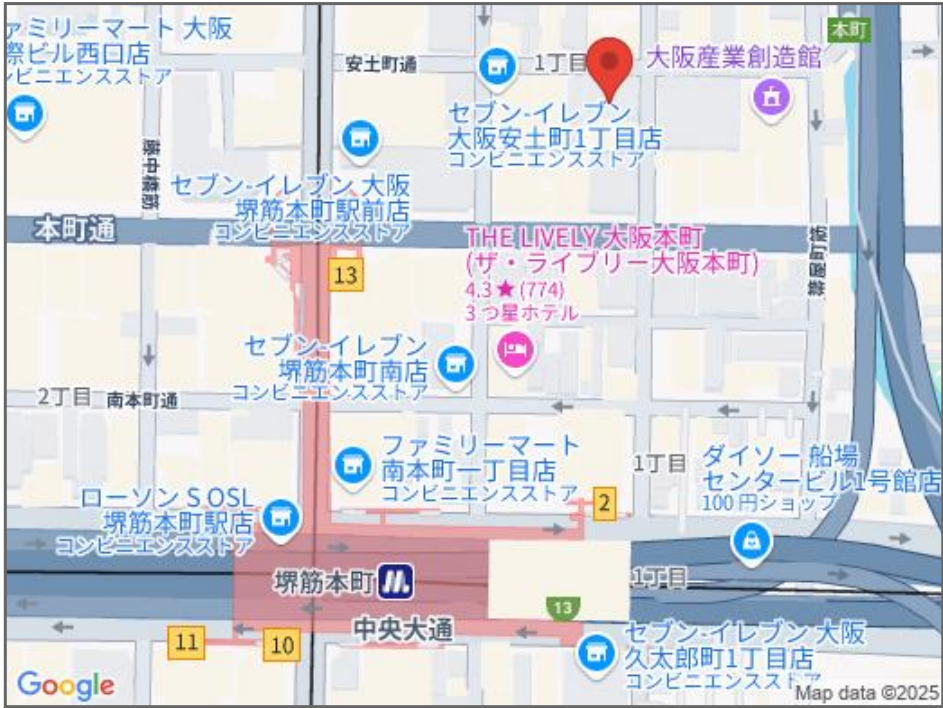 ァミリーマート 大阪
際ビル西口店
ンビニエンスストア
安土町通
1丁目
大阪産業創造館
本町
セブン-イレブン
大阪安土町1丁目店
コンビニエンスストア
藤中橋筋
セブン-イレブン 大阪
堺筋本町駅前店
コンビニエンスストア
本町通
THE LIVELY 大阪本町
(ザ・ライブリー大阪本町)
4.3★(774)
3 つ星ホテル
13
セブン-イレブン
堺筋本町南店
コンビニエンスストア
2丁目
南本町通
ファミリーマート
南本町一丁目店
コンビニエンスストア
1丁目
ダイソー 船場
センタービル1号館店
100 円ショップ
2
ローソン S OSL
堺筋本町駅店
コンビニエンスストア
堺筋本町
1丁目
13
中央大通
11
10
セブン-イレブン 大阪
久太郎町1丁目店
コンビニエンスストア
Google
Map data ©2025